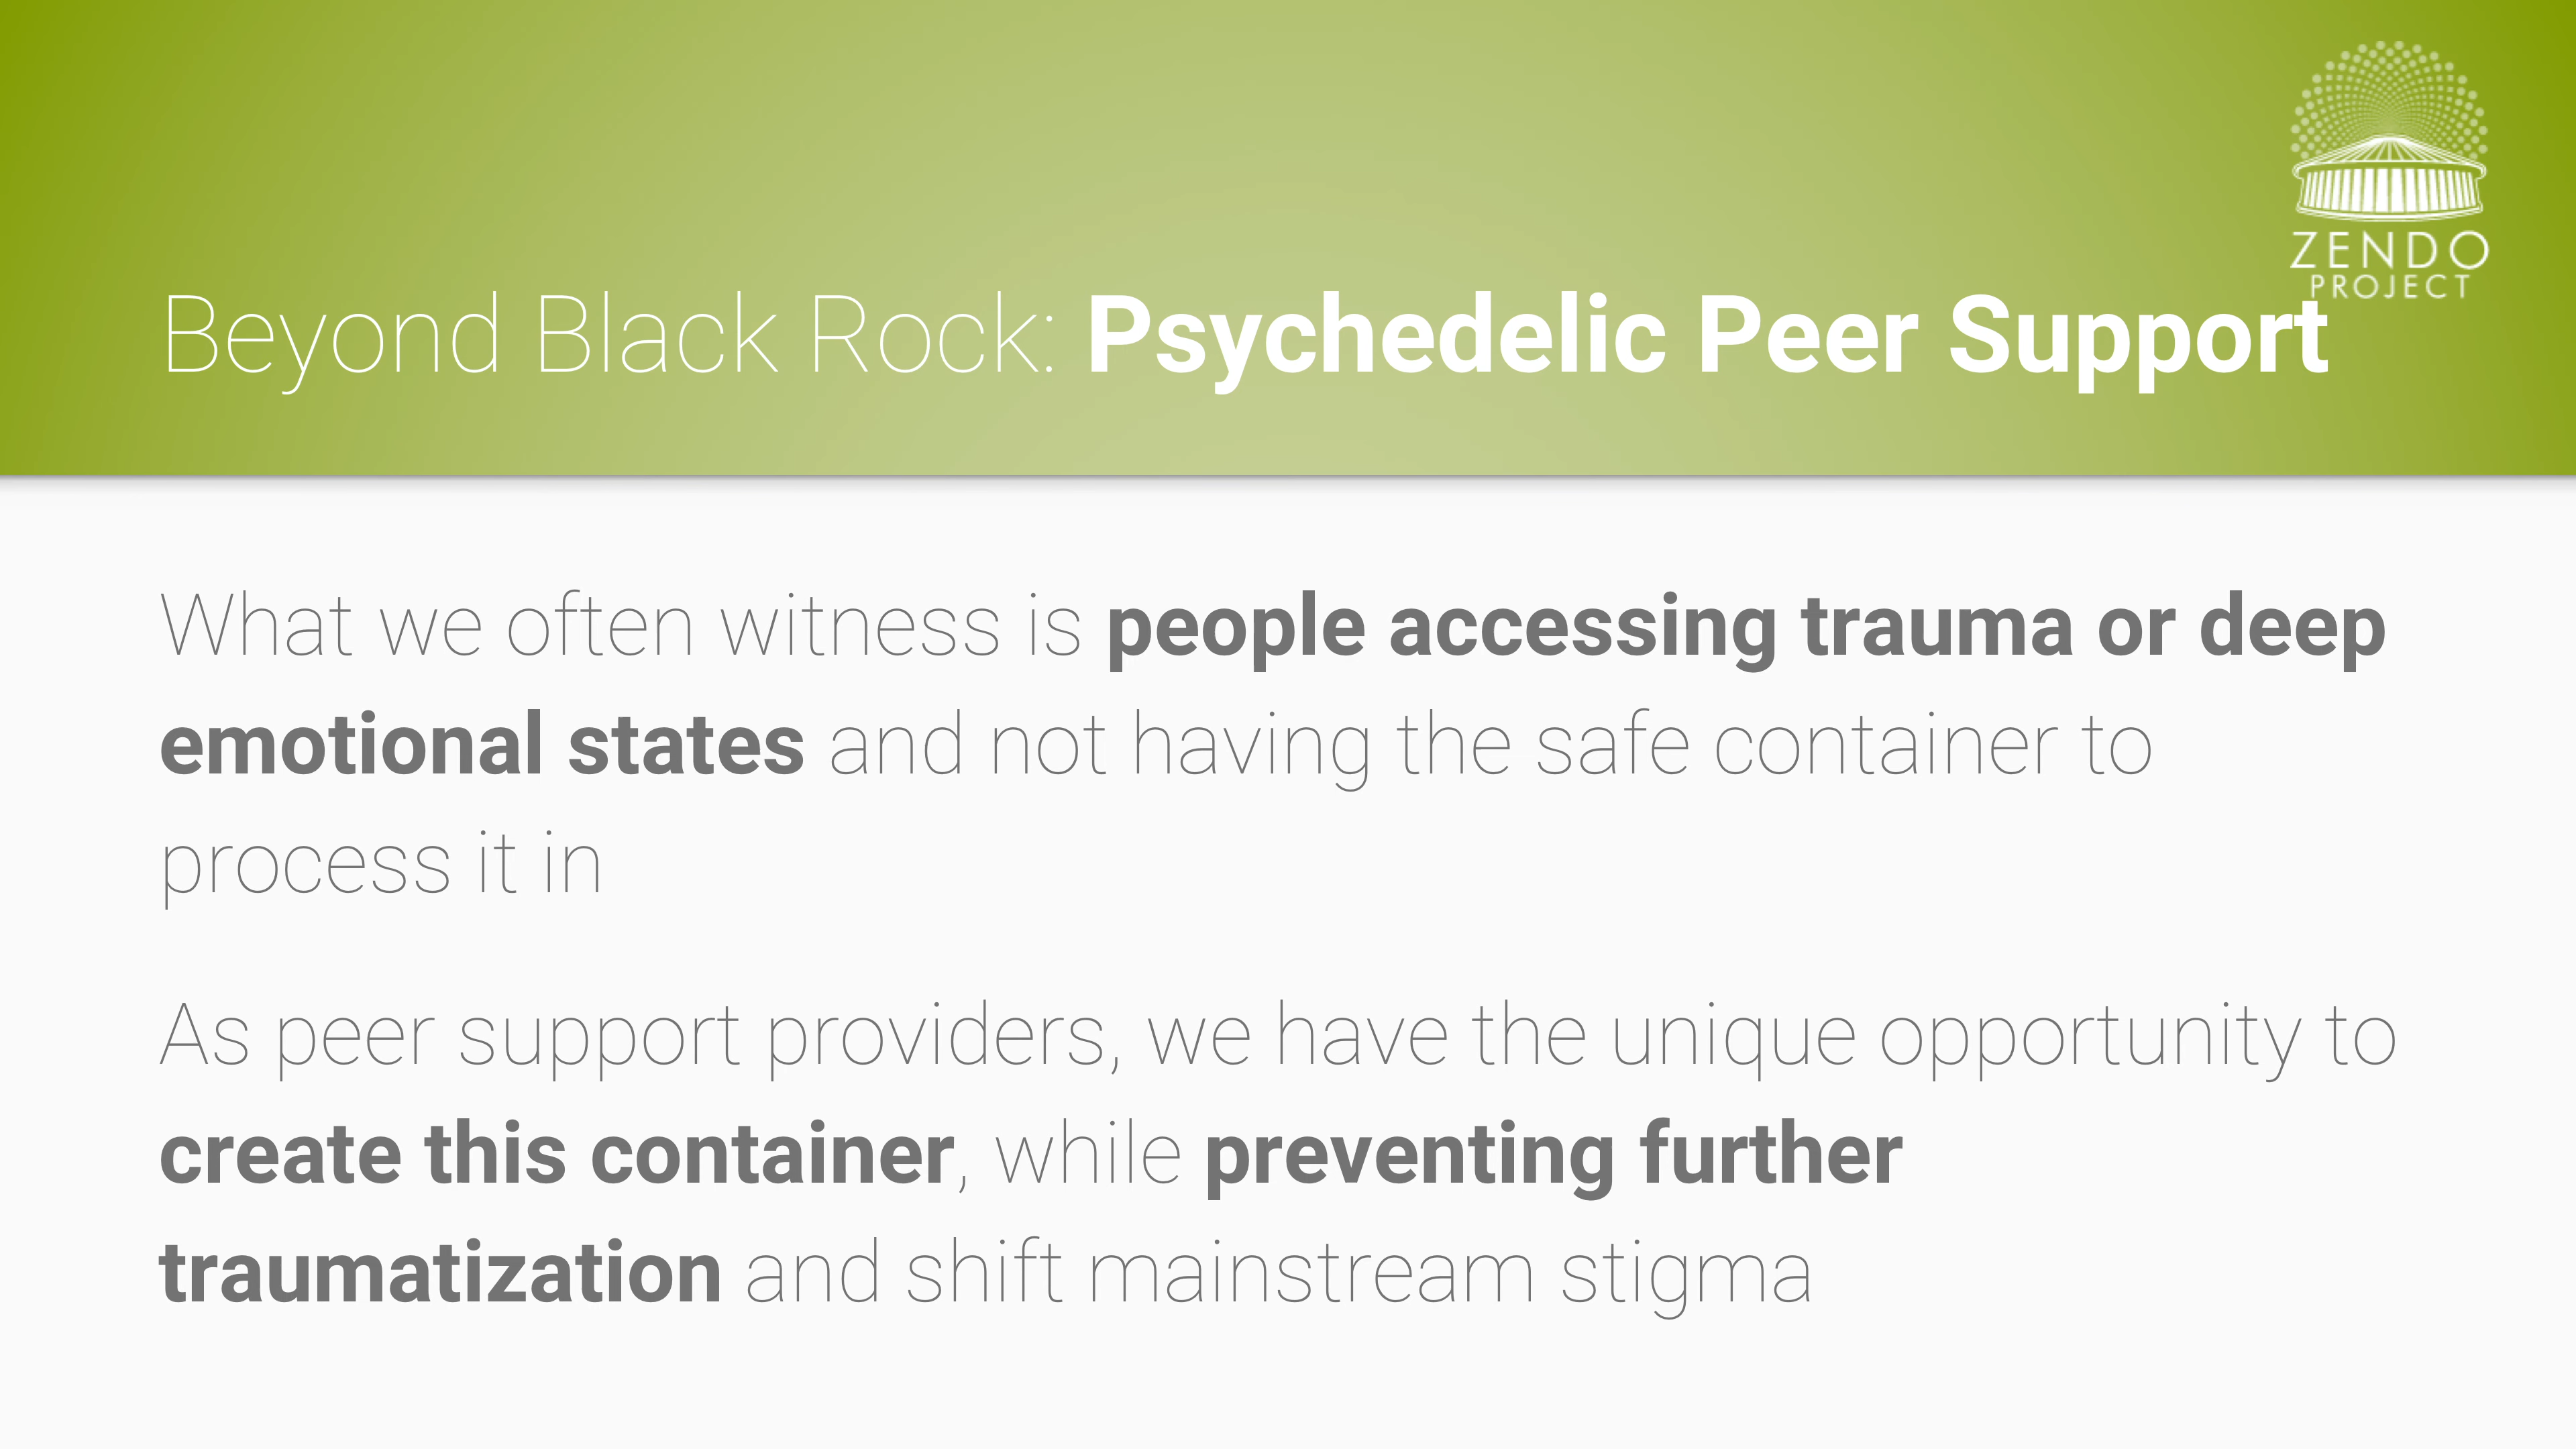 ZENDO
PROJECT
Beyond Black Rock: Psychedelic Peer Support
What we often witness is people accessing trauma or deep
emotional states and not having the safe container to
process it in
As peer support providers, we have the unique opportunity to
create this container, while preventing further
traumatization and shift mainstream stigma